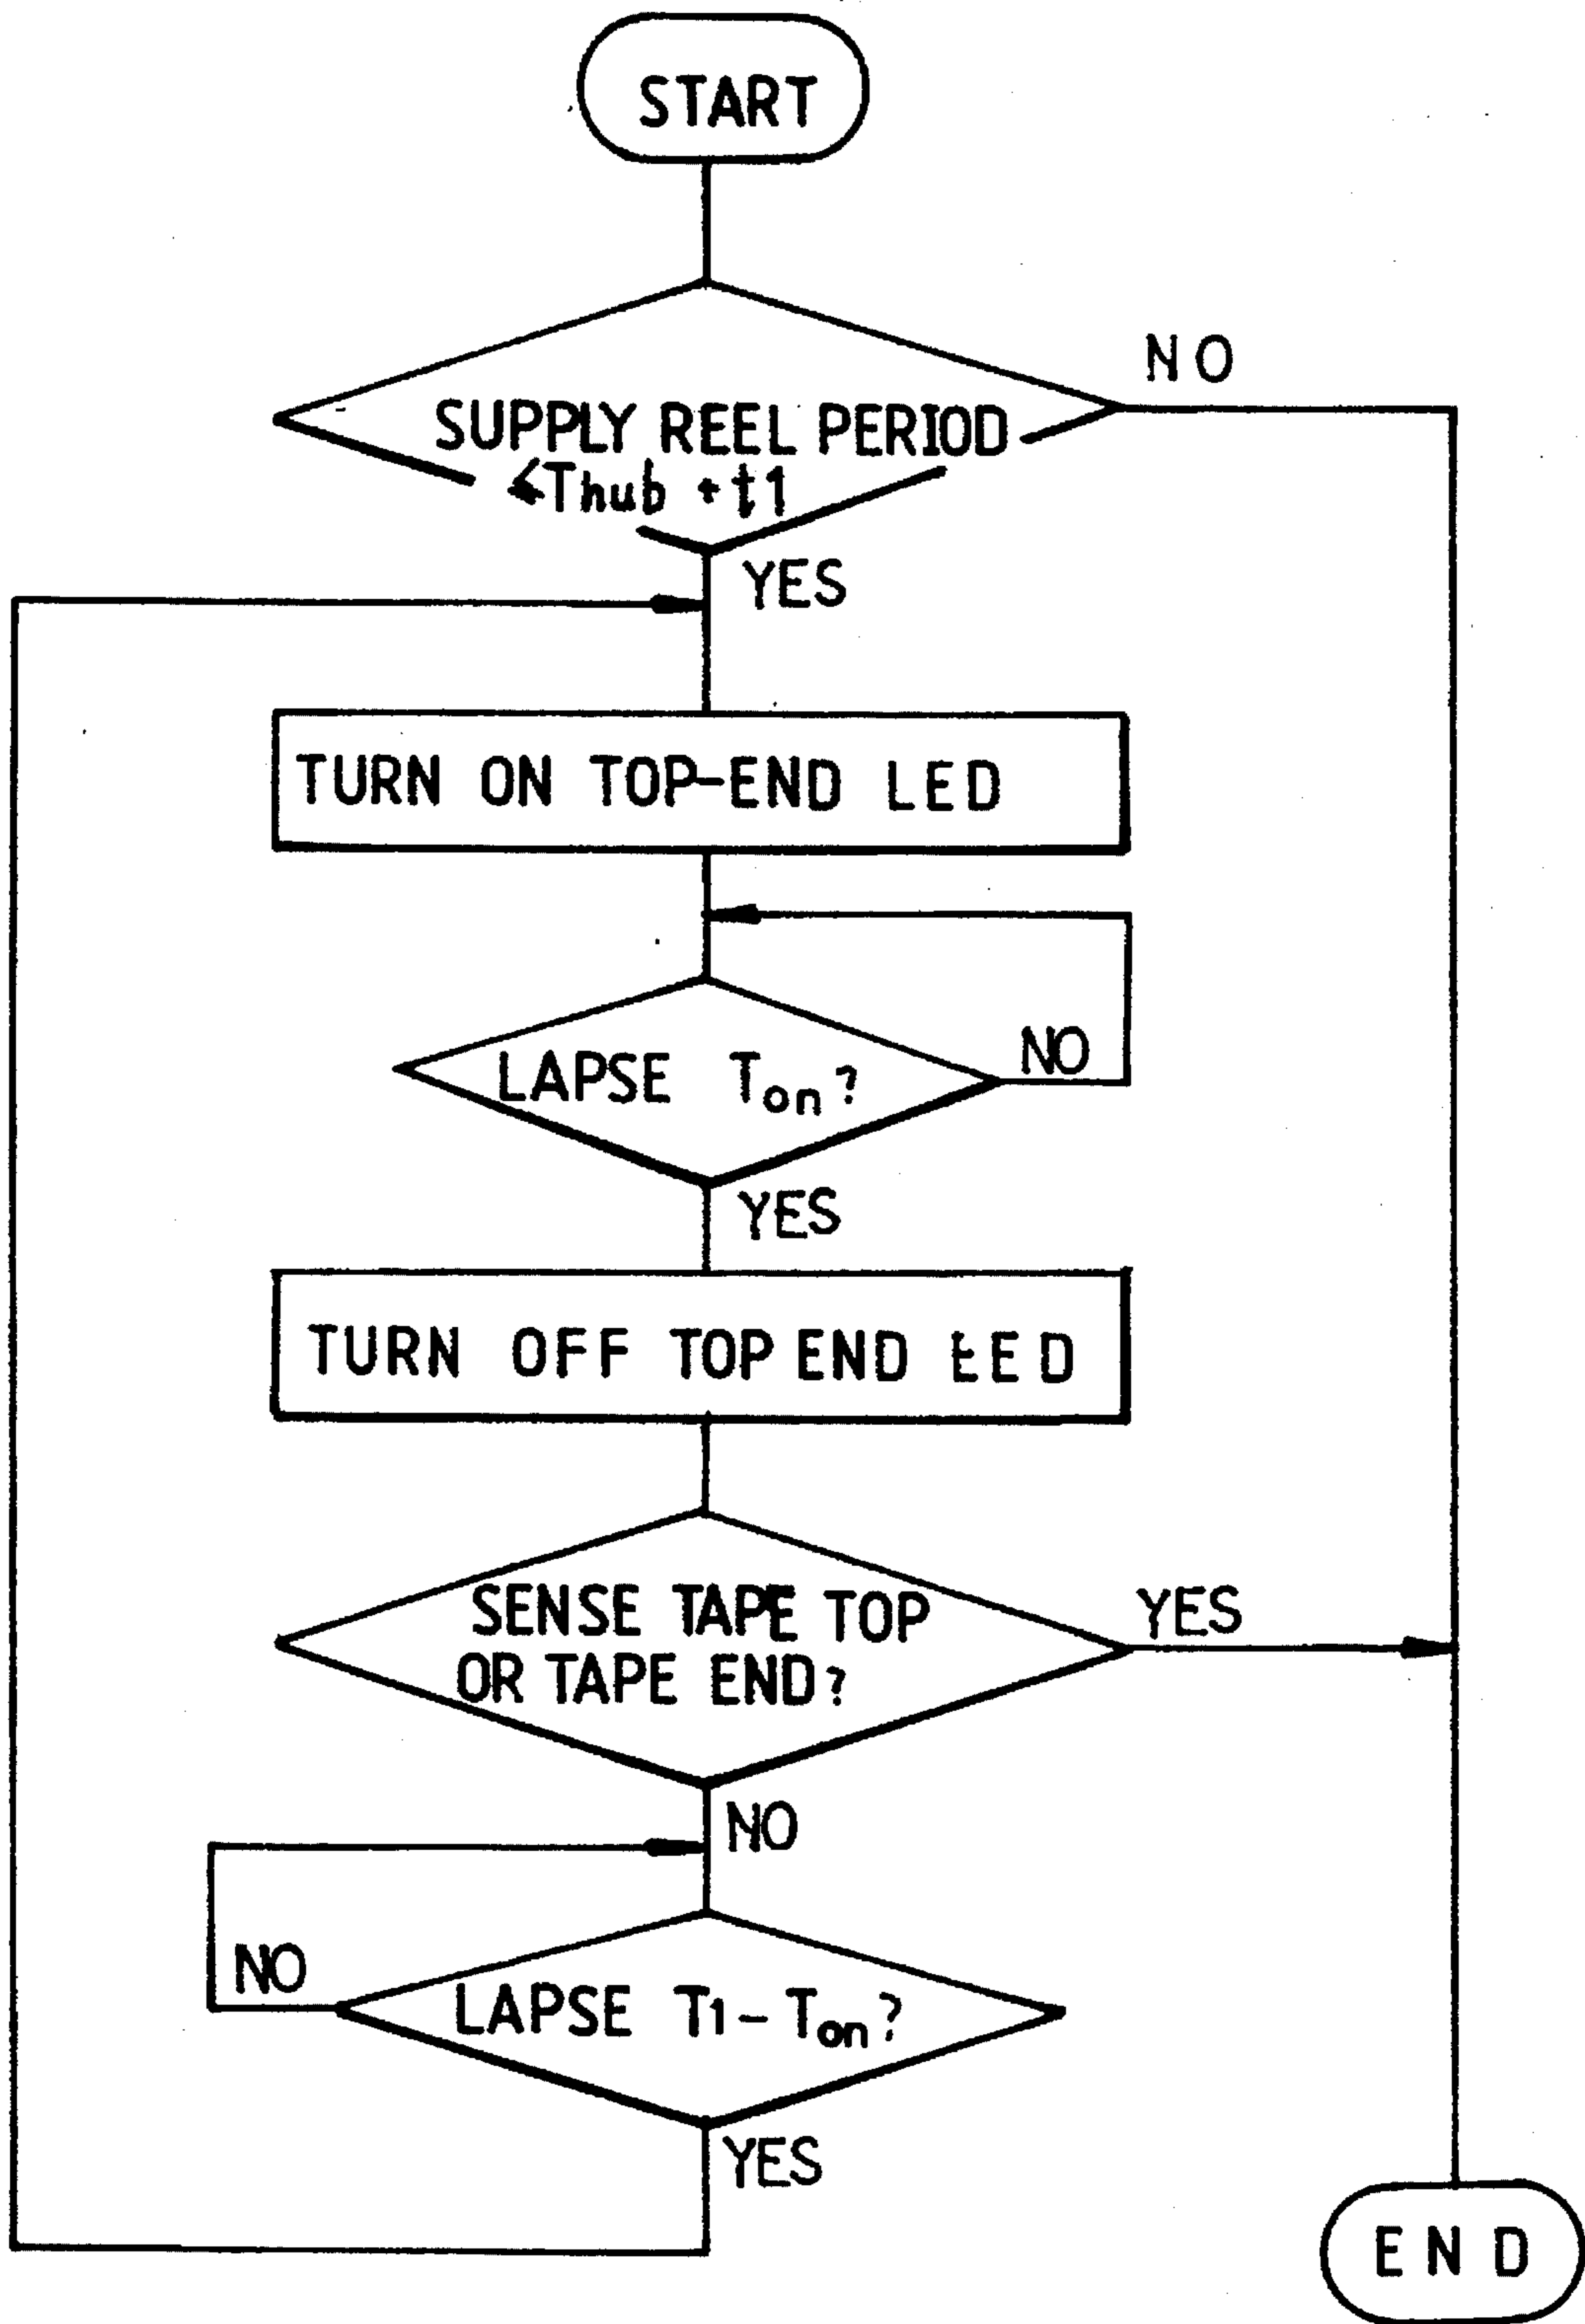 START
NO
SUPPLY REEL PERIOD
<Thub +t1
YES
TURN ON TOP-END LED
LAPSE Ton?
NO
YES
TURN OFF TOP END LED
SENSE TAPE TOP
OR TAPE END?
YES
NO
NO
LAPSE T1-Ton?
YES
END